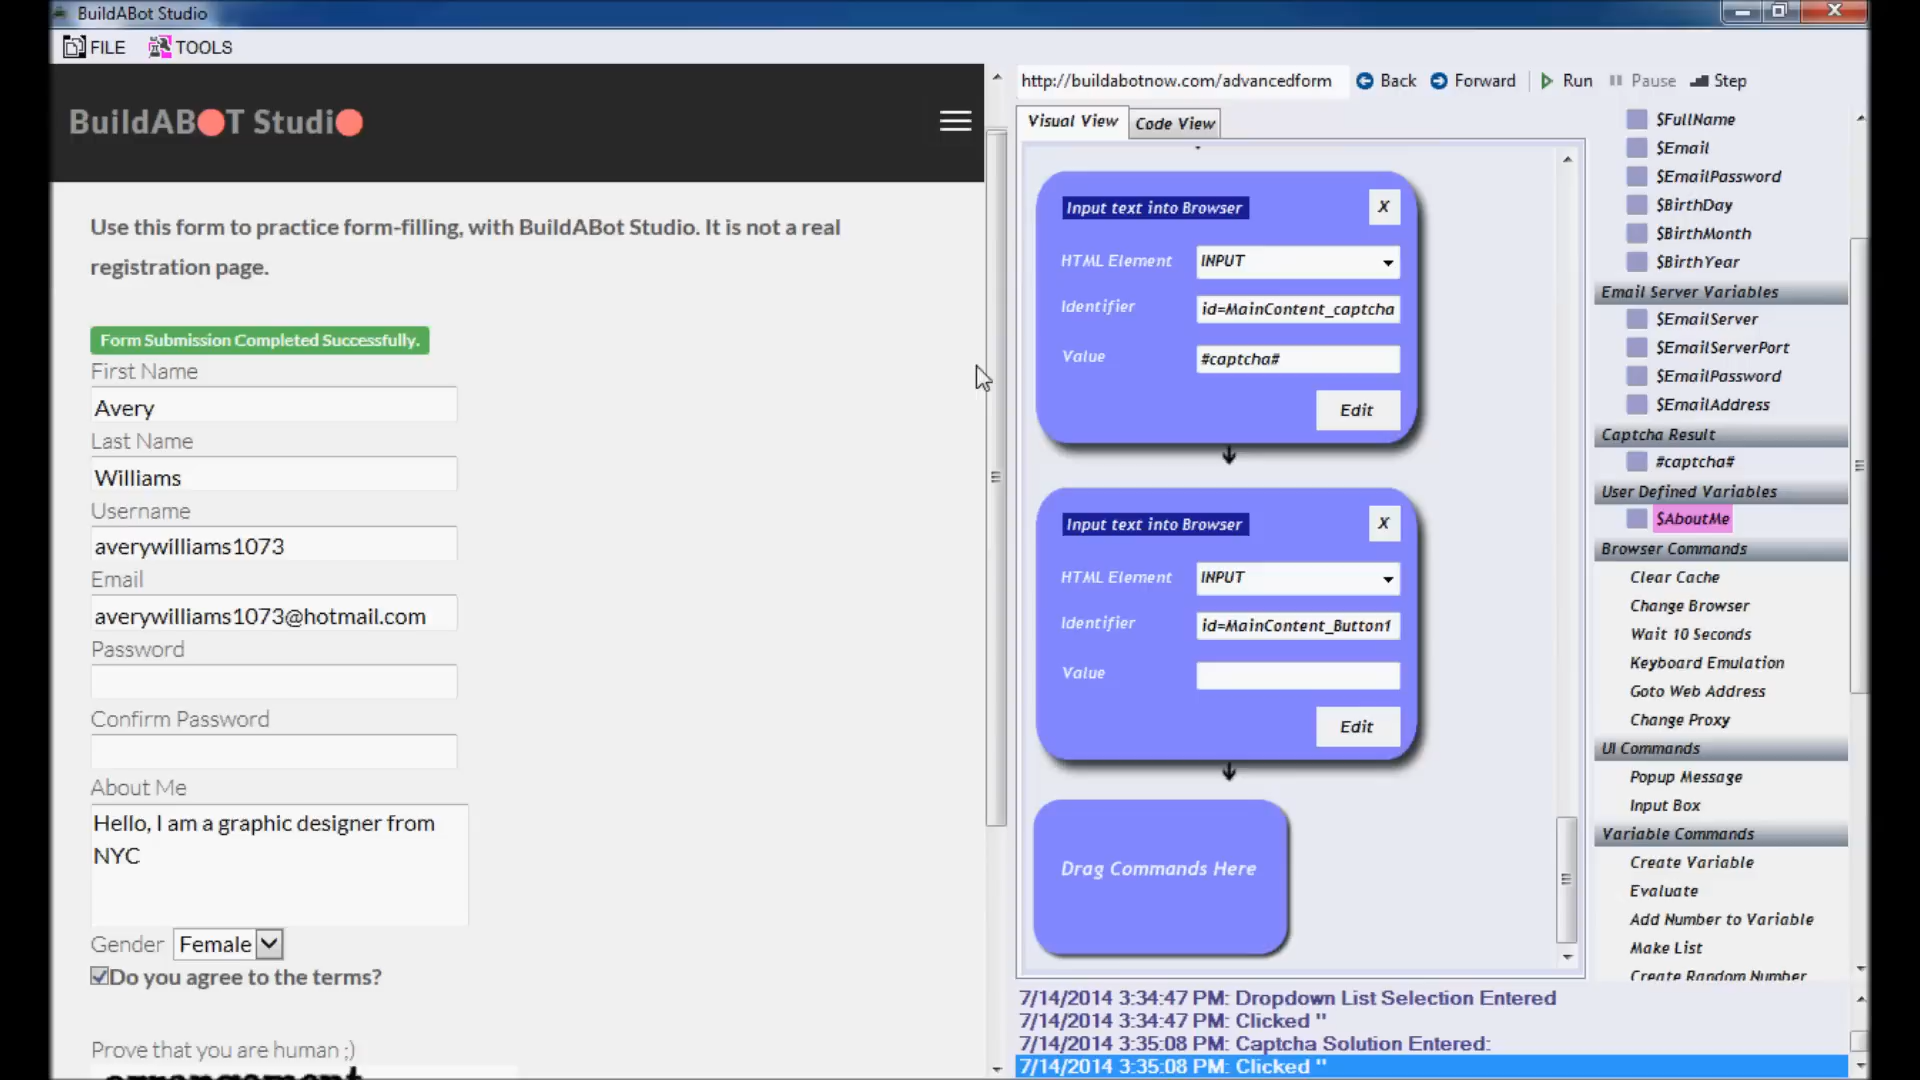 BuildABot Studio
FILE
TOOLS
BuildABOT StudiO
Use this form to practice form-filling, with BuildABot Studio. It is not a real
registration page.
Form Submission Completed Successfully.
First Name
Avery
Last Name
Williams
Username
averywilliams1073
Email
averywilliams1073@hotmail.com
Password
Confirm Password
About Me
Hello, I am a graphic designer from
NYC
Gender
Female
Do you agree to the terms?
Prove that you are human ;)
arrangement
http://buildabotnow.com/advancedform
Back
Forward
Run
Pause
Step
Visual View
Code View
Input text into Browser
X
HTML Element
INPUT
Identifier
id=MainContent_captcha
Value
#captcha#
Edit
Input text into Browser
X
HTML Element
INPUT
Identifier
id=MainContent_Button1
Value
Edit
Drag Commands Here
$FullName
$Email
$EmailPassword
$BirthDay
$BirthMonth
$BirthYear
Email Server Variables
$EmailServer
$EmailServerPort
$EmailPassword
$EmailAddress
Captcha Result
#captcha#
User Defined Variables
$AboutMe
Browser Commands
Clear Cache
Change Browser
Wait 10 Seconds
Keyboard Emulation
Goto Web Address
Change Proxy
UI Commands
Popup Message
Input Box
Variable Commands
Create Variable
Evaluate
Add Number to Variable
Make List
Create Random Number
7/14/2014 3:34:47 PM: Dropdown List Selection Entered
7/14/2014 3:34:47 PM: Clicked ''
7/14/2014 3:35:08 PM: Captcha Solution Entered:
7/14/2014 3:35:08 PM: Clicked ''